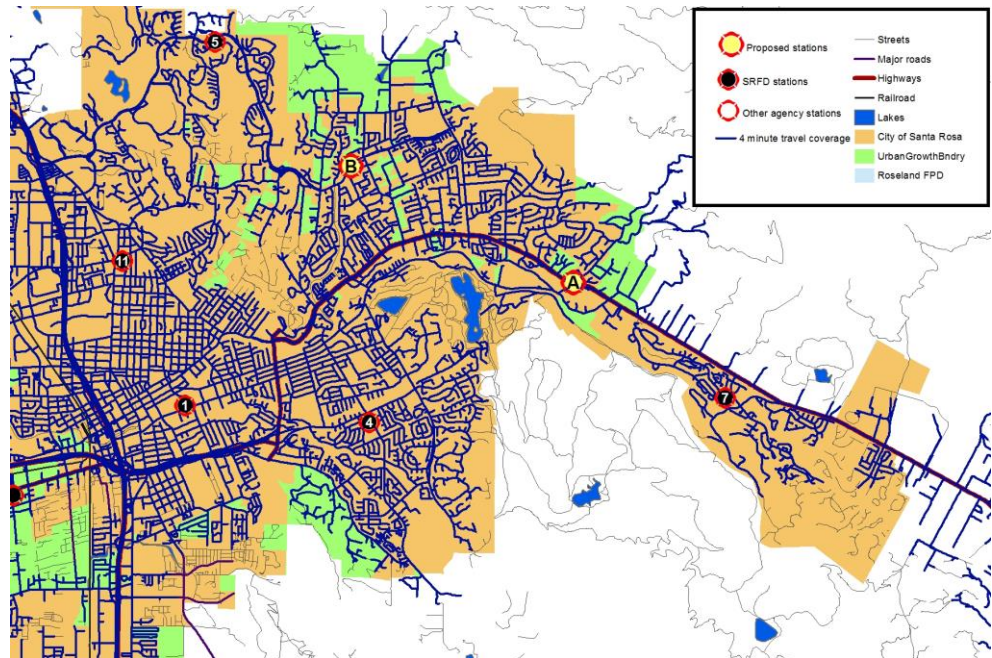 5
B
11
A
1
4
7
Proposed stations
SRFD stations
Other agency stations
4 minute travel coverage
Streets
Major roads
Highways
Railroad
Lakes
City of Santa Rosa
UrbanGrowthBndry
Roseland FPD